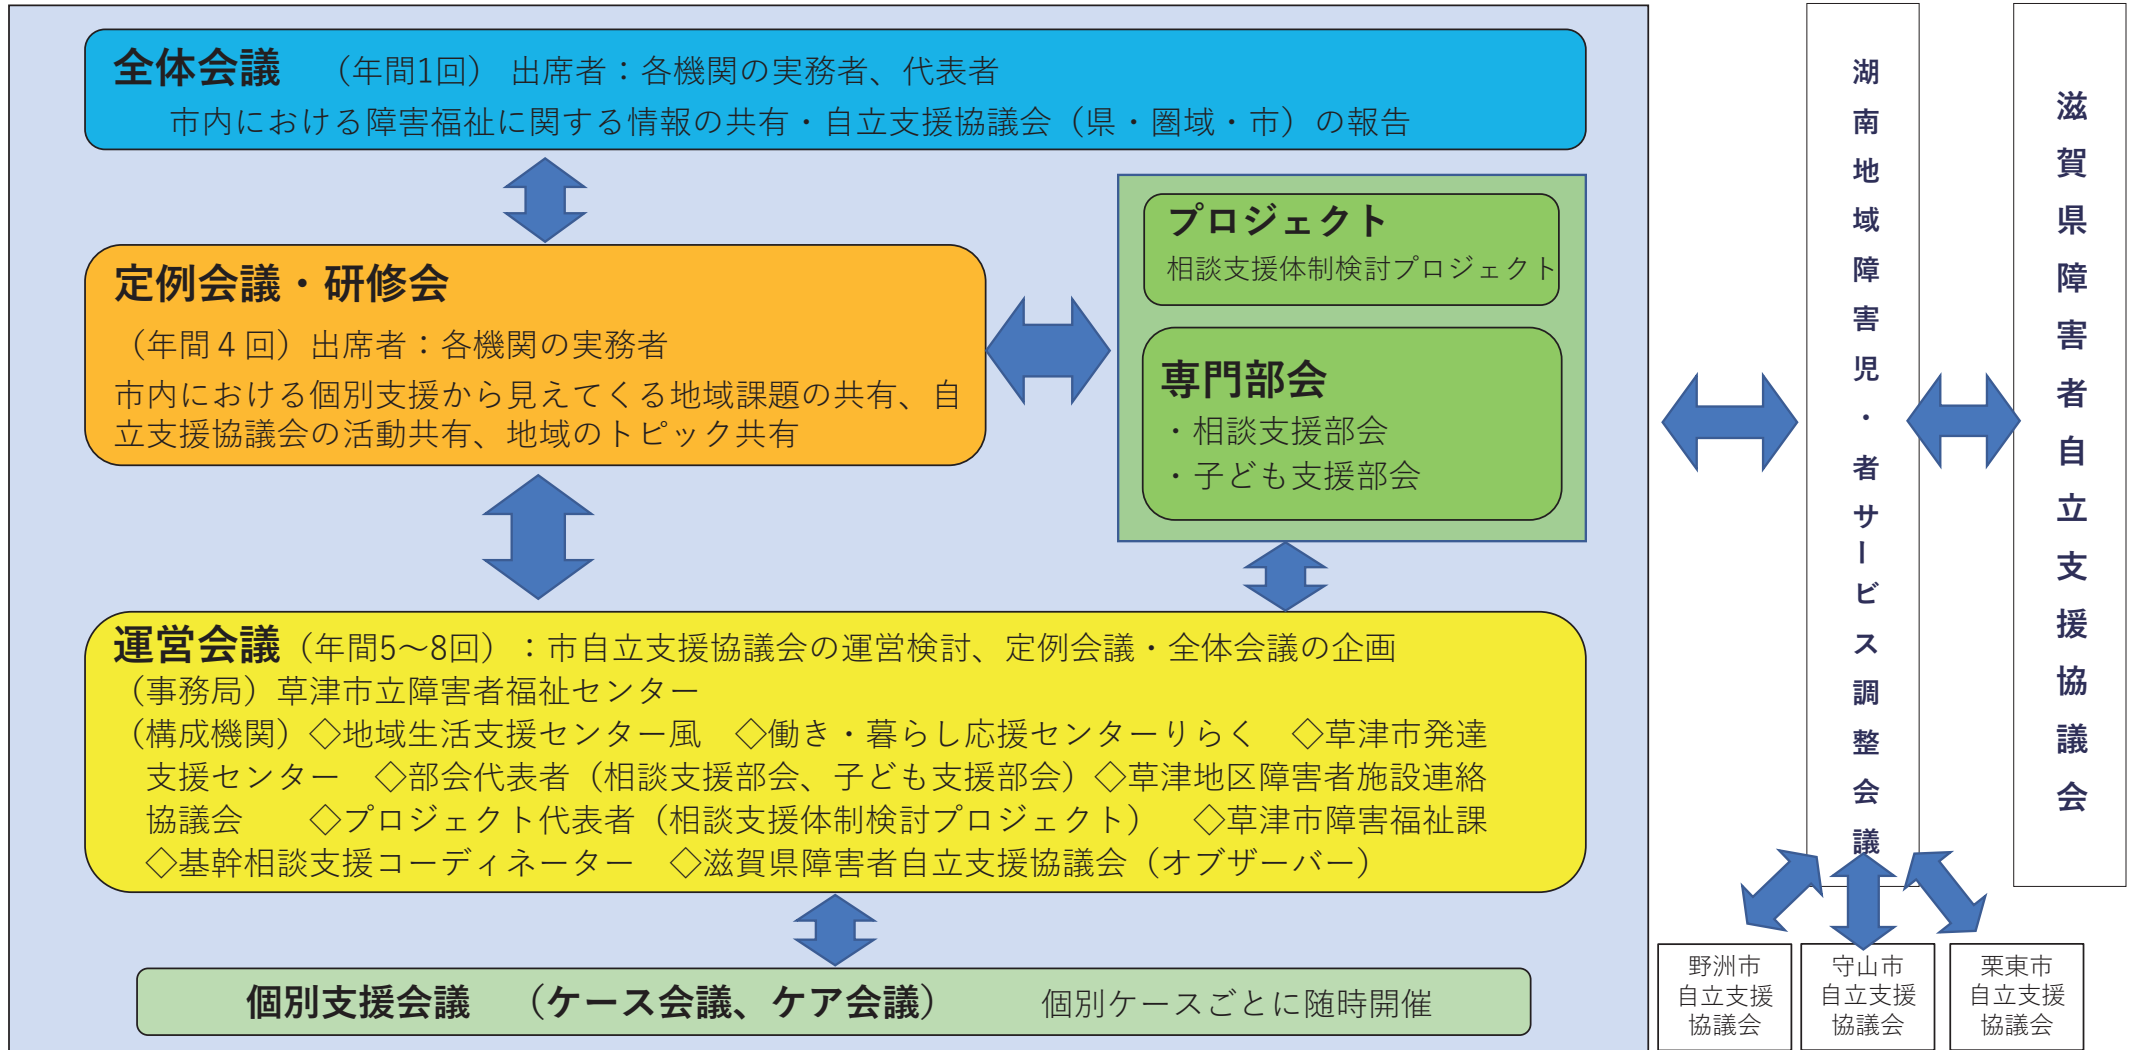 全体会議　（年間1回）　出席者：各機関の実務者、代表者
市内における障害福祉に関する情報の共有・自立支援協議会（県・圏域・市）の報告
定例会議・研修会
（年間４回）出席者：各機関の実務者
市内における個別支援から見えてくる地域課題の共有、自
立支援協議会の活動共有、地域のトピック共有
プロジェクト
相談支援体制検討プロジェクト
専門部会
・相談支援部会
・子ども支援部会
運営会議（年間5～8回）：市自立支援協議会の運営検討、定例会議・全体会議の企画
（事務局）草津市立障害者福祉センター
（構成機関）◇地域生活支援センター風　◇働き・暮らし応援センターりらく　◇草津市発達
支援センター　◇部会代表者（相談支援部会、子ども支援部会）◇草津地区障害者施設連絡
協議会　　◇プロジェクト代表者（相談支援体制検討プロジェクト）　◇草津市障害福祉課
◇基幹相談支援コーディネーター　◇滋賀県障害者自立支援協議会（オブザーバー）
個別支援会議　（ケース会議、ケア会議）　　個別ケースごとに随時開催
湖南地域障害児・者サービス調整会議
滋賀県障害者自立支援協議会
野洲市
自立支援
協議会
守山市
自立支援
協議会
栗東市
自立支援
協議会